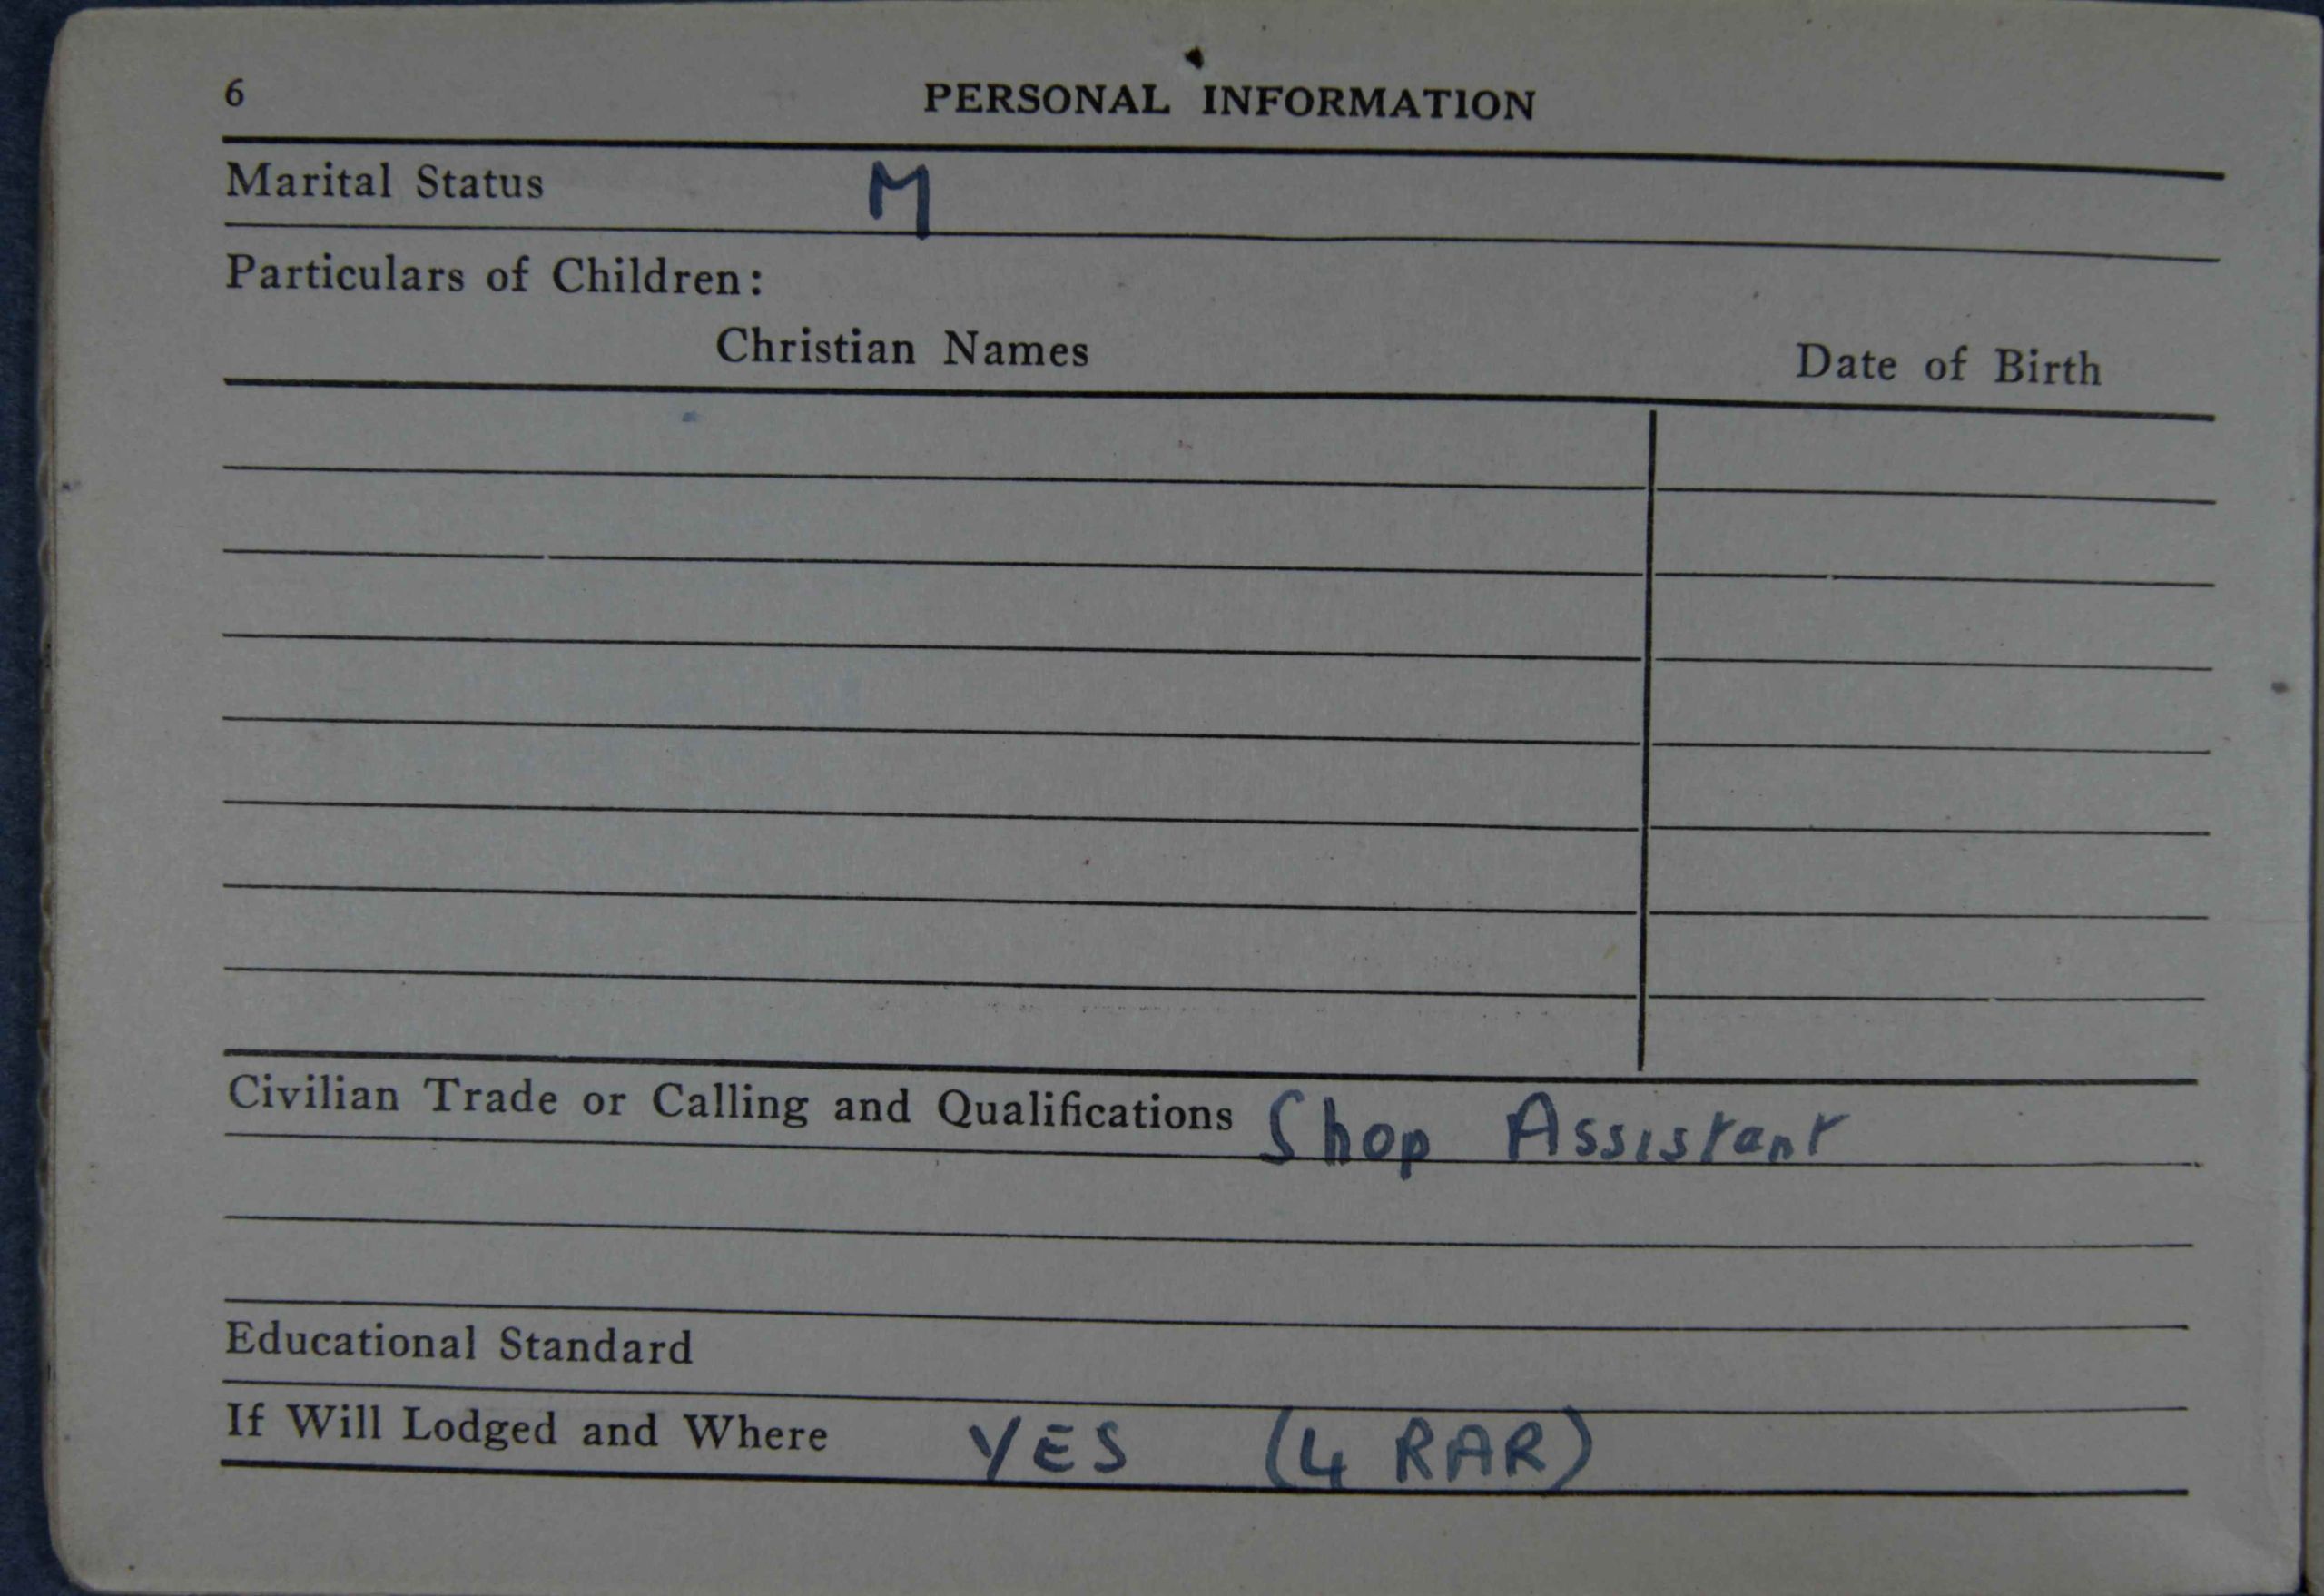 6 PERSONAL INFORMATION
Marital Status M
Particulars of Children:
Christian Names Date of Birth
Civilian Trade or Calling and Qualifications Shop Assistant
Educational Standard
If Will Lodged and Where YES (4 RAR)